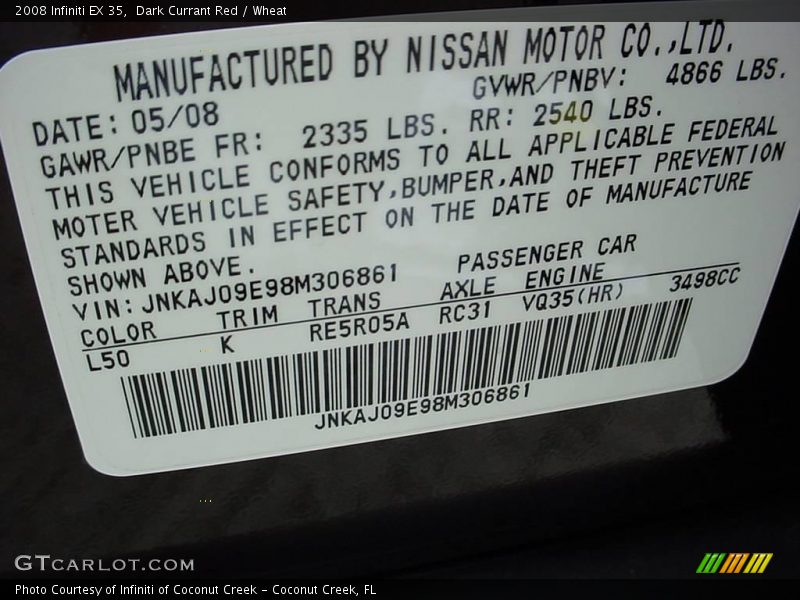 2008 Infiniti EX 35, Dark Currant Red / Wheat
MANUFACTURED BY NISSAN MOTOR CO.,LTD.
DATE: 05/08 GVWR/PNBV: 4866 LBS.
GAWR/PNBE FR: 2335 LBS. RR: 2540 LBS.
THIS VEHICLE CONFORMS TO ALL APPLICABLE FEDERAL
MOTER VEHICLE SAFETY,BUMPER,AND THEFT PREVENTION
STANDARDS IN EFFECT ON THE DATE OF MANUFACTURE
SHOWN ABOVE.
VIN: JNKAJ09E98M306861 PASSENGER CAR
COLOR TRIM TRANS AXLE ENGINE
L50 K RE5R05A RC31 VQ35(HR) 3498CC
JNKAJ09E98M306861
GTCARLOT.COM
Photo Courtesy of Infiniti of Coconut Creek – Coconut Creek, FL